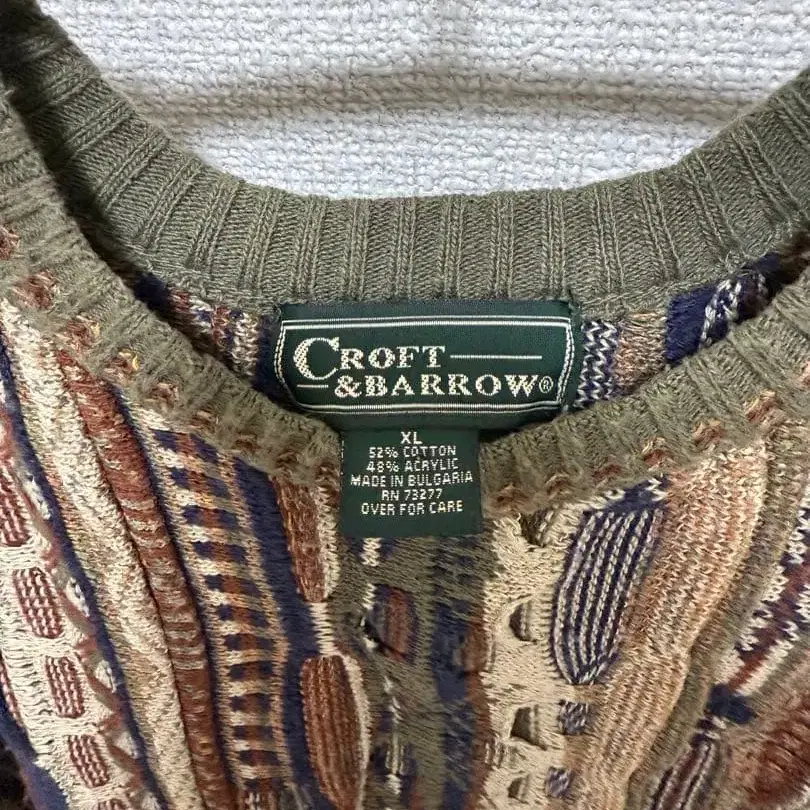 CROFT
&BARROW®
XL
52% COTTON
48% ACRYLIC
MADE IN BULGARIA
RN 73277
OVER FOR CARE